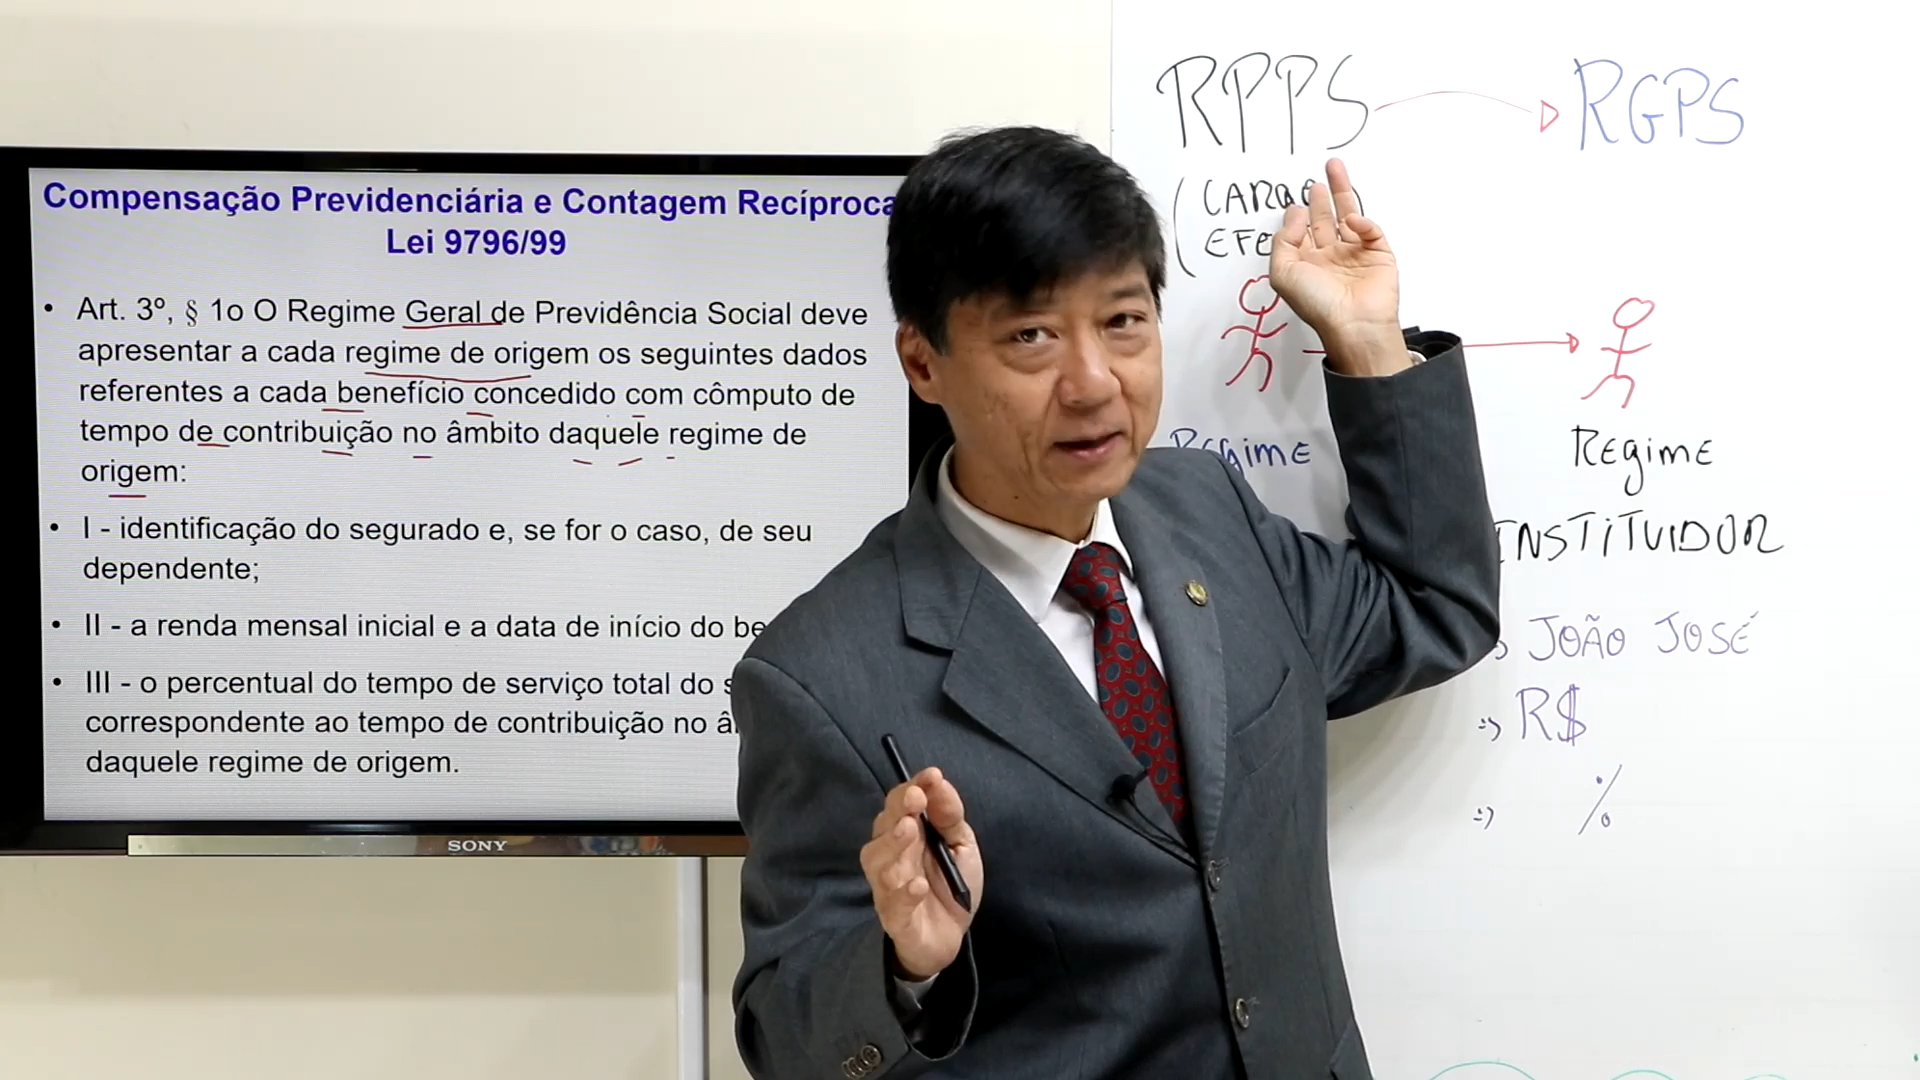 Compensação Previdenciária e Contagem Recíproca
Lei 9796/99
• Art. 3º, § 1o O Regime Geral de Previdência Social deve
apresentar a cada regime de origem os seguintes dados
referentes a cada benefício concedido com cômputo de
tempo de contribuição no âmbito daquele regime de
origem:
• I - identificação do segurado e, se for o caso, de seu
dependente;
• II - a renda mensal inicial e a data de início do
• III - o percentual do tempo de serviço total do
correspondente ao tempo de contribuição no
daquele regime de origem.
SONY
RPPS → RGPS
(CARGO)
Regime
Regime
INSTITUIDOR
JOÃO JOSÉ
=> R$
=> %